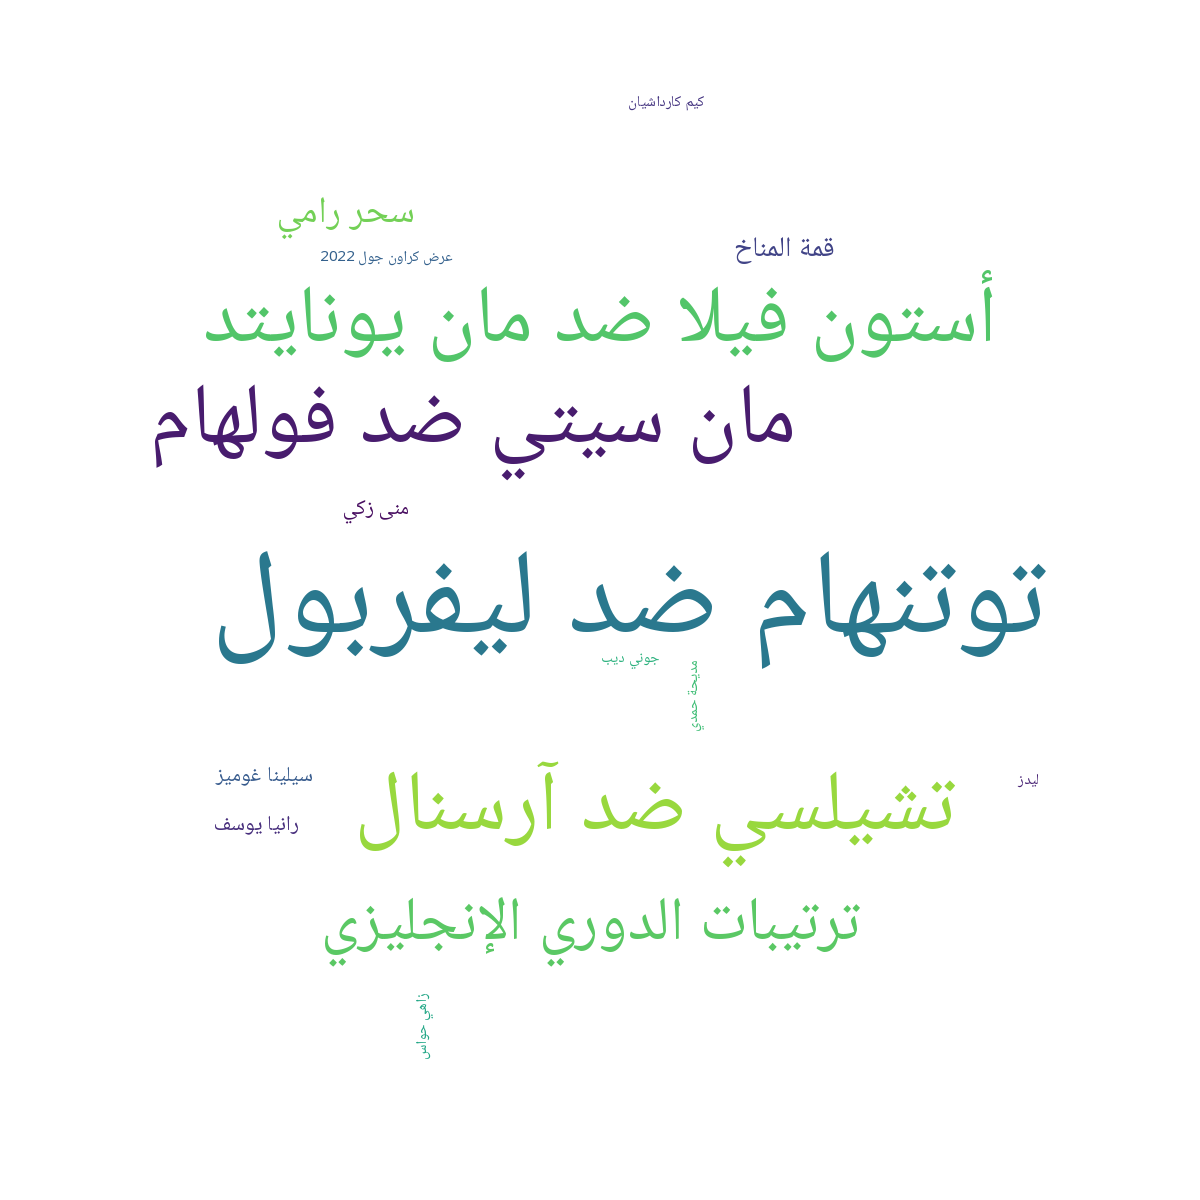 كيم كارداشيان
سحر رامي
قمة المناخ
عرض كراون جول 2022
أستون فيلا ضد مان يونايتد
مان سيتي ضد فولهام
منى زكي
توتنهام ضد ليفربول
جوني ديب
مديحة حمدي
سيلينا غوميز
ليدز
تشيلسي ضد آرسنال
رانيا يوسف
ترتيبات الدوري الإنجليزي
زاهي حواس